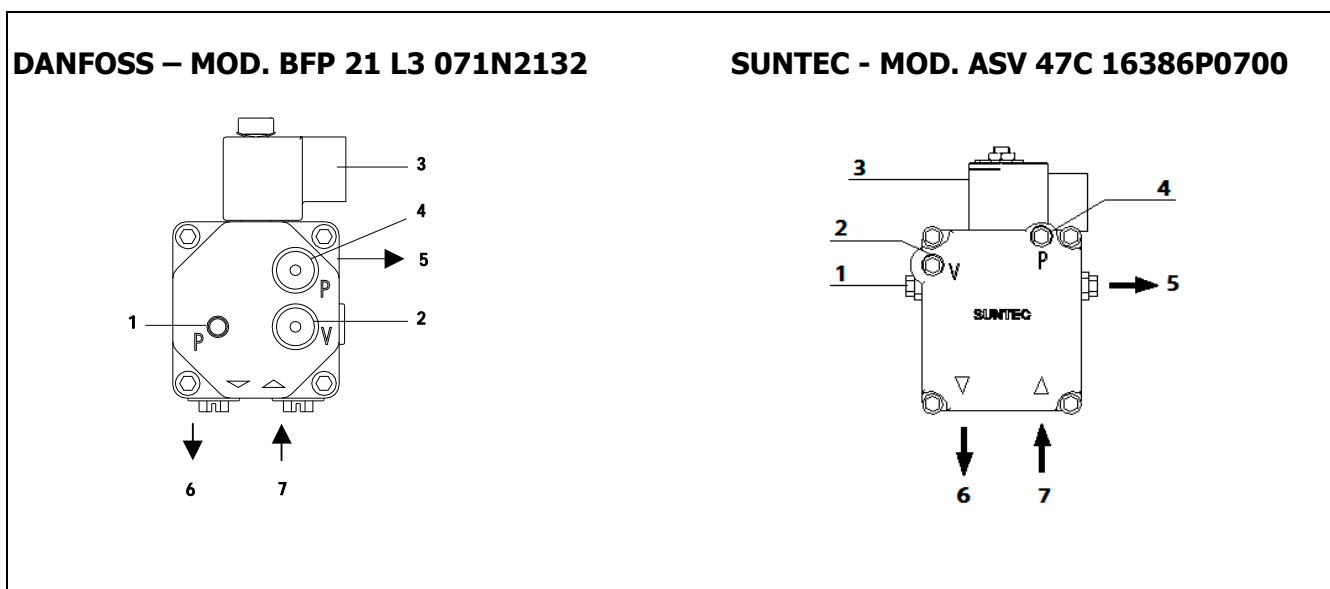 DANFOSS – MOD. BFP 21 L3 071N2132
3
4
5
P
1
2
P
V
6
7
SUNTEC - MOD. ASV 47C 16386P0700
3
4
2
V
P
1
5
SUNTEC
6
7